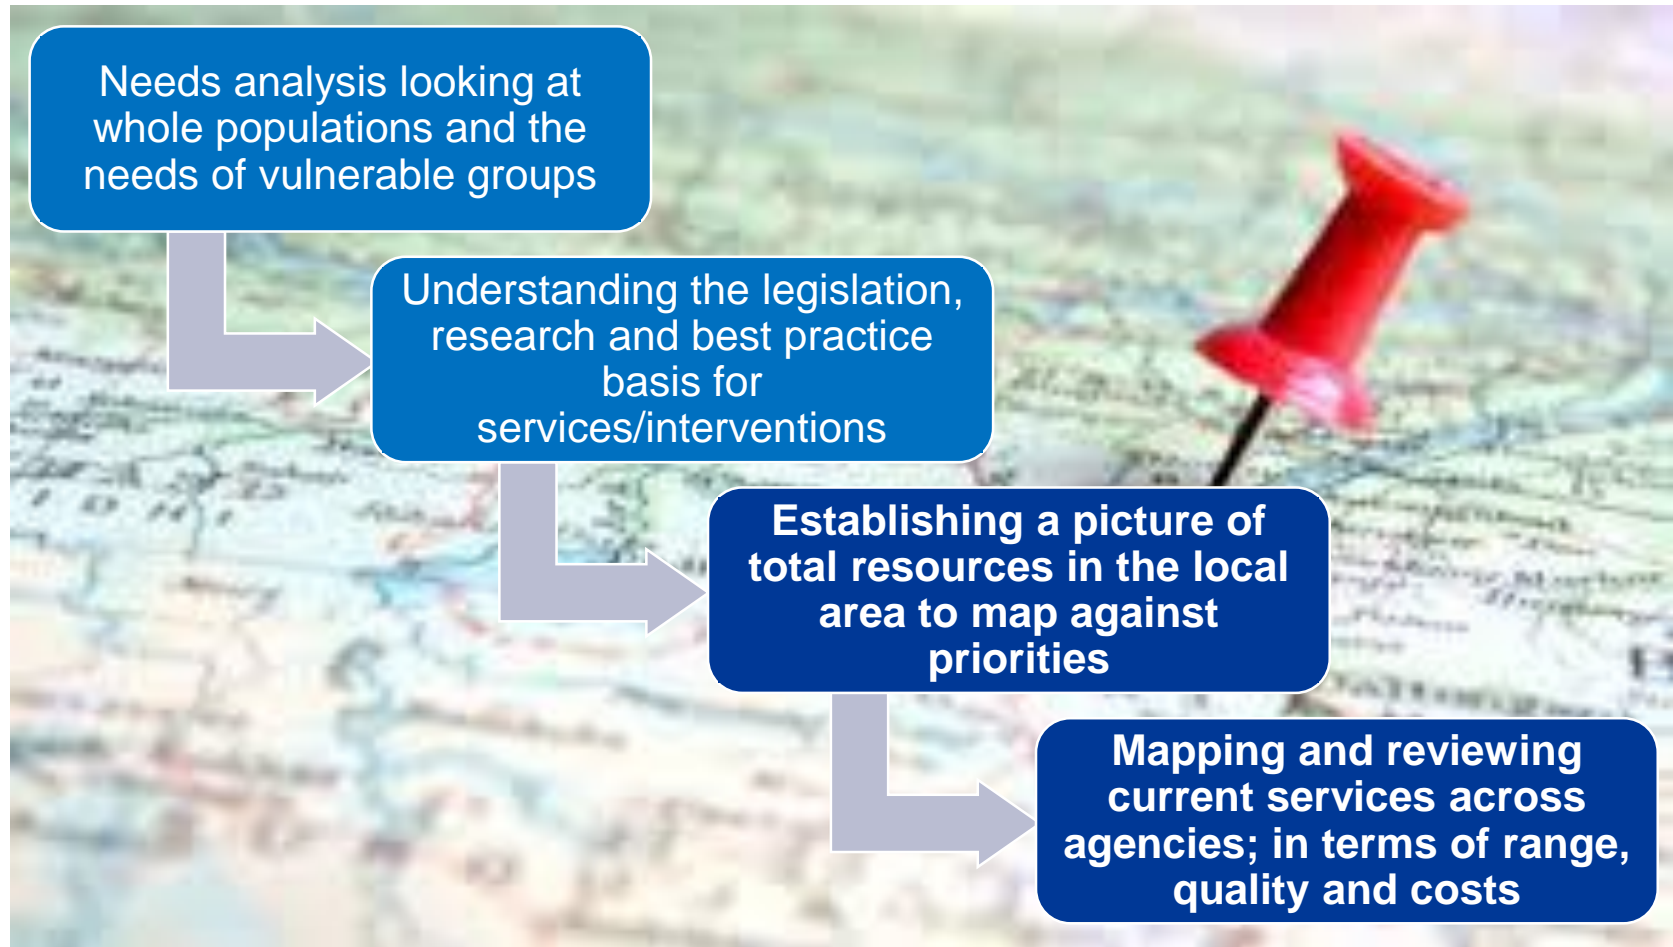 Needs analysis looking at
whole populations and the
needs of vulnerable groups
Understanding the legislation,
research and best practice
basis for
services/interventions
Establishing a picture of
total resources in the local
area to map against
priorities
Mapping and reviewing
current services across
agencies; in terms of range,
quality and costs